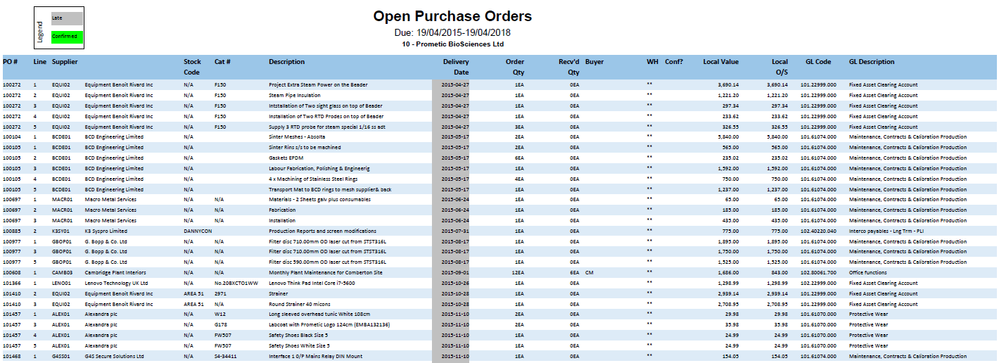 Legend
Late
Confirmed
Open Purchase Orders
Due: 19/04/2015-19/04/2018
10 - Prometic BioSciences Ltd
PO # Line Supplier Stock Code Cat # Description Delivery Date Order Qty Recv'd Qty Buyer WH Conf? Local Value Local O/S GL Code GL Description
100272 1 EQUI02 Equipment Benoit Rivard Inc N/A F150 Project Extra Steam Power on the Beader 2015-04-27 1EA 0EA ** 3,690.14 3,690.14 101.22999.000 Fixed Asset Clearing Account
100272 2 EQUI02 Equipment Benoit Rivard Inc N/A F150 Steam Pipe Insulation 2015-04-27 1EA 0EA ** 1,221.20 1,221.20 101.22999.000 Fixed Asset Clearing Account
100272 3 EQUI02 Equipment Benoit Rivard Inc N/A F150 Intstallation of Two sight glass on top of Beader 2015-04-27 1EA 0EA ** 297.34 297.34 101.22999.000 Fixed Asset Clearing Account
100272 4 EQUI02 Equipment Benoit Rivard Inc N/A F150 Installation of Two RTD Prodes on top of Beader 2015-04-27 1EA 0EA ** 233.62 233.62 101.22999.000 Fixed Asset Clearing Account
100272 5 EQUI02 Equipment Benoit Rivard Inc N/A F150 Supply 3 RTD probe for steam special 1/16 ss adt 2015-04-27 3EA 0EA ** 326.55 326.55 101.22999.000 Fixed Asset Clearing Account
100104 1 BCDE01 BCD Engineering Limited N/A Sinter Meshes - Absolta 2015-05-17 2EA 0EA ** 5,840.00 5,840.00 101.61074.000 Maintenance, Contracts & Calibration Production
100105 1 BCDE01 BCD Engineering Limited N/A Sinter Rins s/s to be machined 2015-05-17 2EA 0EA ** 565.00 565.00 101.61074.000 Maintenance, Contracts & Calibration Production
100105 2 BCDE01 BCD Engineering Limited N/A Gaskets EPDM 2015-05-17 6EA 0EA ** 235.02 235.02 101.61074.000 Maintenance, Contracts & Calibration Production
100105 3 BCDE01 BCD Engineering Limited N/A Labour Fabrication, Polishing & Engineerig 2015-05-17 1EA 0EA ** 1,592.00 1,592.00 101.61074.000 Maintenance, Contracts & Calibration Production
100105 4 BCDE01 BCD Engineering Limited N/A 4 x Machining of Stainless Steel Rings 2015-05-17 4EA 0EA ** 750.00 750.00 101.61074.000 Maintenance, Contracts & Calibration Production
100105 5 BCDE01 BCD Engineering Limited N/A Transport Mat to BCD rings to mesh supplier& back 2015-05-17 1EA 0EA ** 1,237.00 1,237.00 101.61074.000 Maintenance, Contracts & Calibration Production
100697 1 MACR01 Macro Metal Services N/A N/A Materials - 2 Sheets galv plus consumables 2015-06-24 1EA 0EA ** 65.00 65.00 101.61074.000 Maintenance, Contracts & Calibration Production
100697 2 MACR01 Macro Metal Services N/A N/A Fabrication 2015-06-24 1EA 0EA ** 185.00 185.00 101.61074.000 Maintenance, Contracts & Calibration Production
100697 3 MACR01 Macro Metal Services N/A N/A Installation 2015-06-24 1EA 0EA ** 435.00 435.00 101.61074.000 Maintenance, Contracts & Calibration Production
100885 2 K3SY01 K3 Syspro Limited DANNYCON Production Reports and screen modifications 2015-07-31 1EA 0EA ** 775.00 775.00 102.40220.040 Interco payables - Lng Trm - PLI
100977 1 GBOP01 G. Bopp & Co. Ltd N/A N/A Filter disc 710.00mm OD laser cut from STST316L 2015-08-17 1EA 0EA ** 1,895.00 1,895.00 101.61074.000 Maintenance, Contracts & Calibration Production
100977 3 GBOP01 G. Bopp & Co. Ltd N/A N/A Filter disc 710.00mm OD laser cut from STST316L 2015-08-17 1EA 0EA ** 1,750.00 1,750.00 101.61074.000 Maintenance, Contracts & Calibration Production
100977 5 GBOP01 G. Bopp & Co. Ltd N/A N/A Filter disc 590.00mm OD laser cut from STST316L 2015-08-17 1EA 0EA ** 1,525.00 1,525.00 101.61074.000 Maintenance, Contracts & Calibration Production
100608 1 CAMB03 Cambridge Plant Interiors N/A N/A Monthly Plant Maintenance for Comberton Site 2015-09-01 12EA 6EA CM ** 1,686.00 843.00 102.80061.700 Office functions
101366 1 LENO01 Lenovo Technology UK Ltd N/A No.20BXCTO1WW Lenovo Think Pad Intel Core i7-5600 2015-10-26 1EA 0EA ** 1,298.99 1,298.99 102.22999.000 Fixed Asset Clearing Account
101410 2 EQUI02 Equipment Benoit Rivard Inc AREA 51 2971 Strainer 2015-10-28 1EA 0EA ** 2,939.14 2,939.14 101.22999.000 Fixed Asset Clearing Account
101410 3 EQUI02 Equipment Benoit Rivard Inc AREA 51 N/A Round Strainer 40 micons 2015-10-28 1EA 0EA ** 2,708.95 2,708.95 101.22999.000 Fixed Asset Clearing Account
101457 1 ALEX01 Alexandra plc N/A W12 Long sleeved overhead tunic White 108cm 2015-11-10 2EA 0EA ** 29.98 29.98 101.61070.000 Protective Wear
101457 3 ALEX01 Alexandra plc N/A G178 Labcoat with Prometic Logo 124cm (EMBA132136) 2015-11-10 2EA 0EA ** 35.98 35.98 101.61070.000 Protective Wear
101457 4 ALEX01 Alexandra plc N/A FW507 Safety Shoes Black Size 5 2015-11-10 1EA 0EA ** 24.99 24.99 101.61070.000 Protective Wear
101457 5 ALEX01 Alexandra plc N/A FW507 Safety Shoes White Size 5 2015-11-10 1EA 0EA ** 24.99 24.99 101.61070.000 Protective Wear
101468 1 G4SS01 G4S Secure Solutions Ltd N/A S4-34411 Interface 1 O/P Mains Relay DIN Mount 2015-11-10 1EA 0EA ** 154.05 154.05 101.61074.000 Maintenance, Contracts & Calibration Production